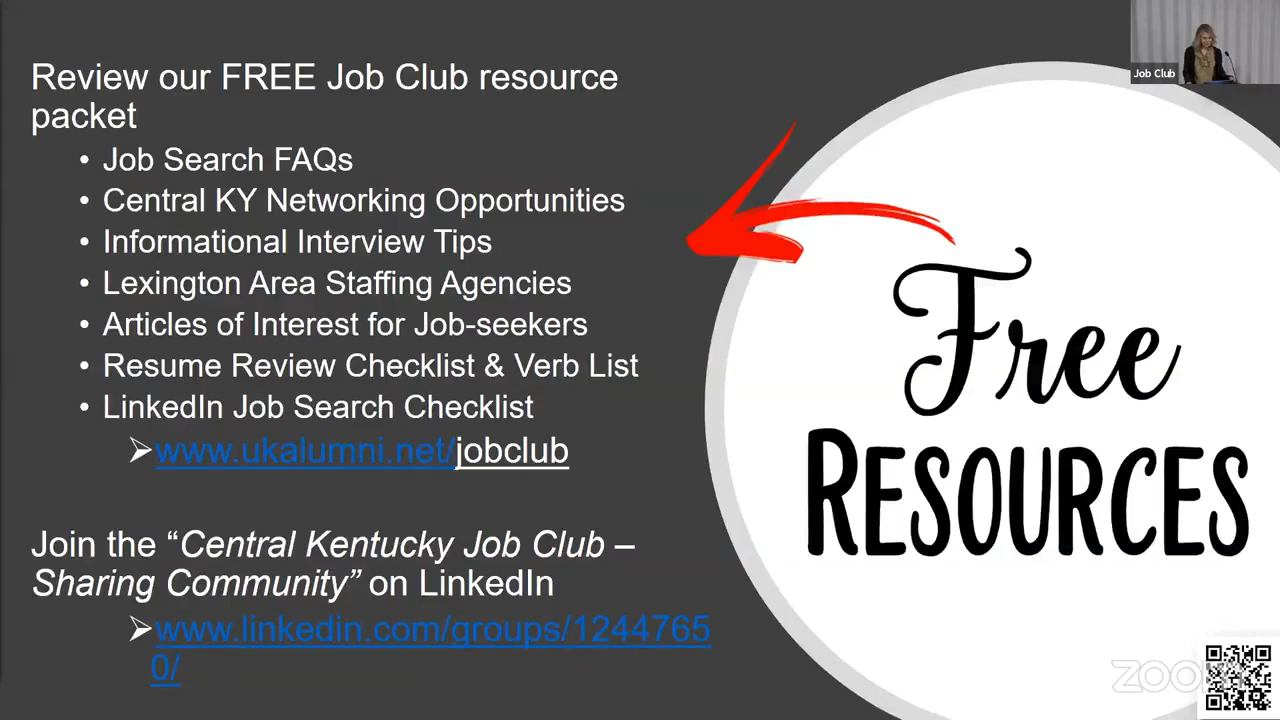 Review our FREE Job Club resource
packet
• Job Search FAQs
• Central KY Networking Opportunities
• Informational Interview Tips
• Lexington Area Staffing Agencies
• Articles of Interest for Job-seekers
• Resume Review Checklist & Verb List
• LinkedIn Job Search Checklist
➢www.ukalumni.net/jobclub
Join the “Central Kentucky Job Club –
Sharing Community” on LinkedIn
➢www.linkedin.com/groups/1244765
0/
Free
RESOURCES
Job Club
zoom